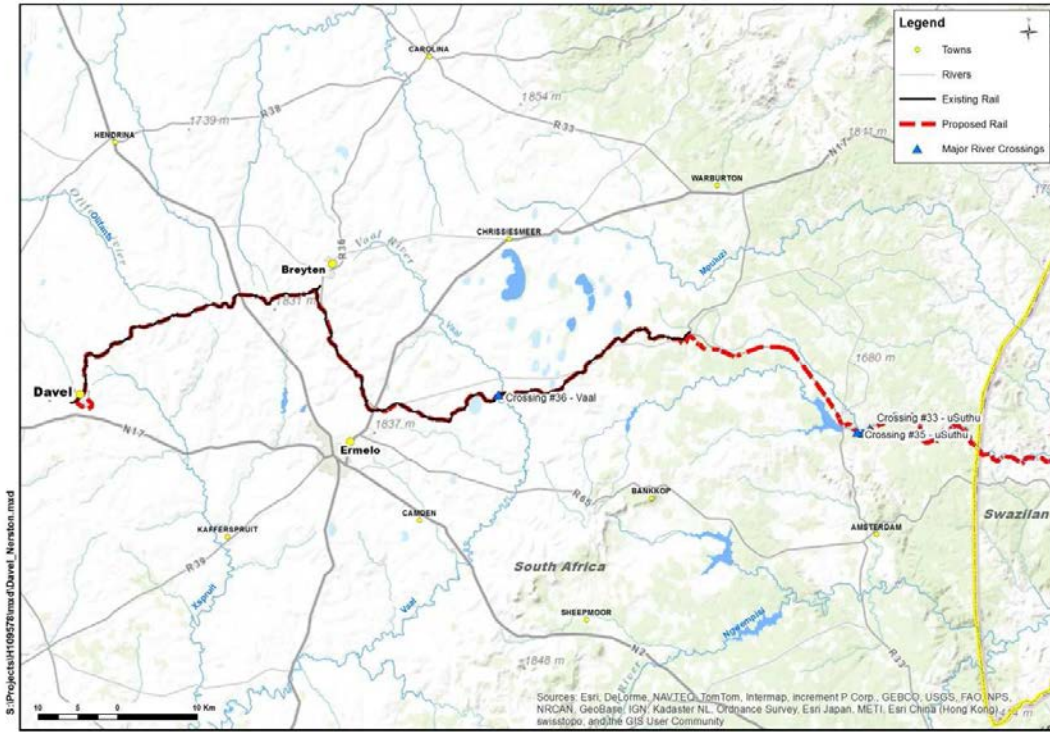 Legend
Towns
Rivers
Existing Rail
Proposed Rail
Major River Crossings
CAROLINA
1854 m
R38
1739 m
R33
1811 m
N17
HENDRINA
WARBURTON
Olifants
R36
Vaal River
CHRISSIESMEER
Mpuluzi
Breyten
1831 m
Vaal
1680 m
Davel
Crossing #36 - Vaal
Crossing #33 - uSuthu
Crossing #35 - uSuthu
N17
1837 m
Ermelo
R65
BANKKOP
Swazilan
CAMDEN
KAFFERSPRUIT
AMSTERDAM
R39
South Africa
Xspruit
Vaal
SHEEPMOOR
Ngwempisi
N2
R33
1848 m
River
S:\Projects\H109578\mxd\Davel_Nerston.mxd
10 5 0 10 Km
Sources: Esri, DeLorme, NAVTEQ, TomTom, Intermap, increment P Corp., GEBCO, USGS, FAO, NPS,
NRCAN, GeoBase, IGN, Kadaster NL, Ordnance Survey, Esri Japan, METI, Esri China (Hong Kong),
swisstopo, and the GIS User Community